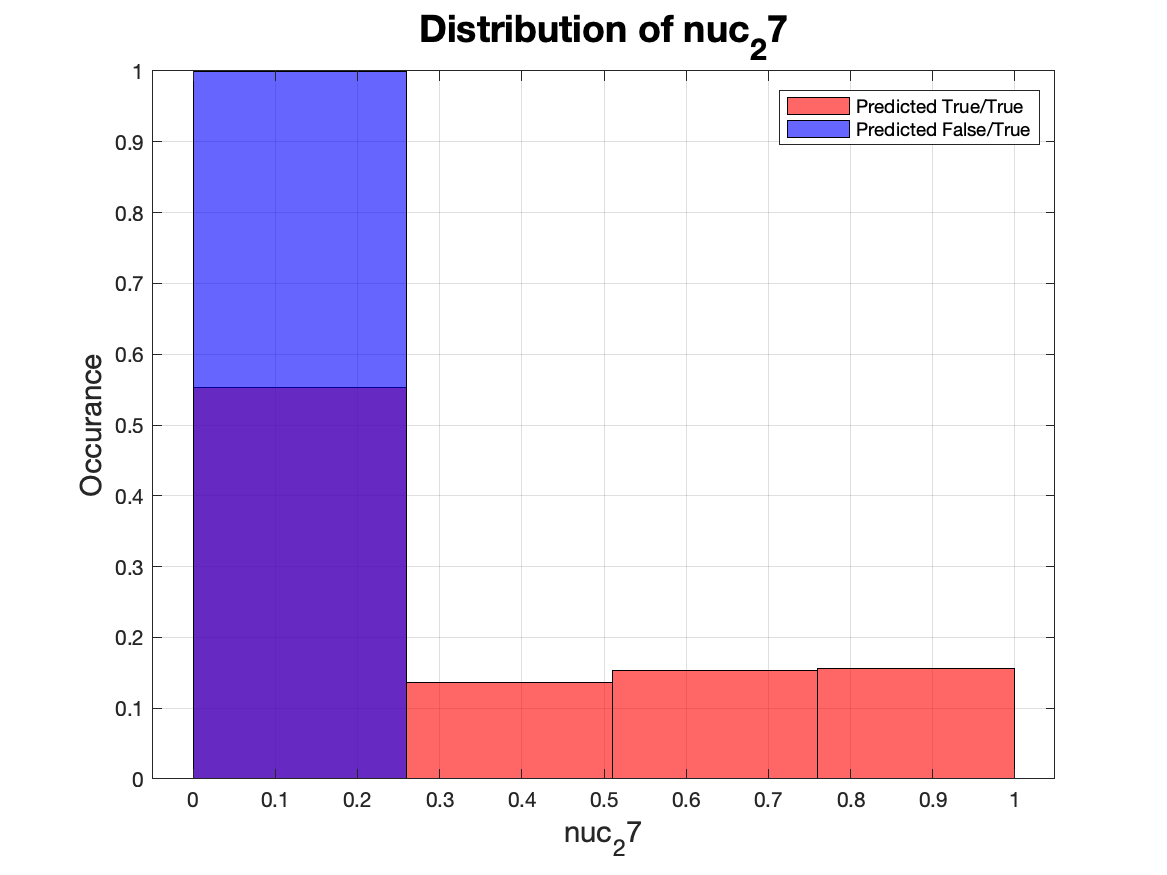 Distribution of nuc₂7
Predicted True/True
Predicted False/True
Occurance
1
0.9
0.8
0.7
0.6
0.5
0.4
0.3
0.2
0.1
0
0 0.1 0.2 0.3 0.4 0.5 0.6 0.7 0.8 0.9 1
nuc₂7